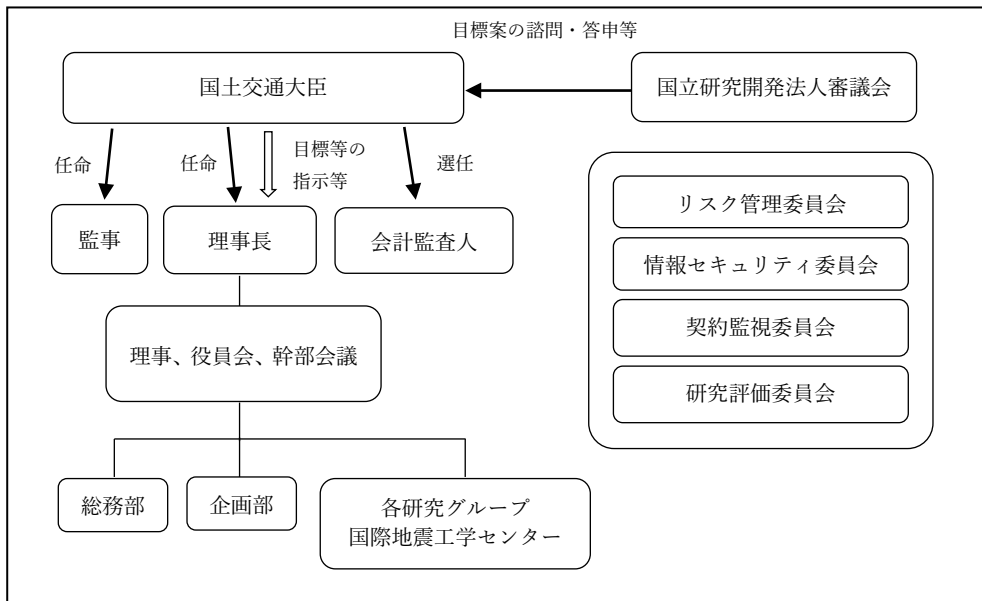 目標案の諮問・答申等
国土交通大臣
国立研究開発法人審議会
任命
任命
目標等の
指示等
選任
監事
理事長
会計監査人
リスク管理委員会
情報セキュリティ委員会
契約監視委員会
研究評価委員会
理事、役員会、幹部会議
総務部
企画部
各研究グループ
国際地震工学センター